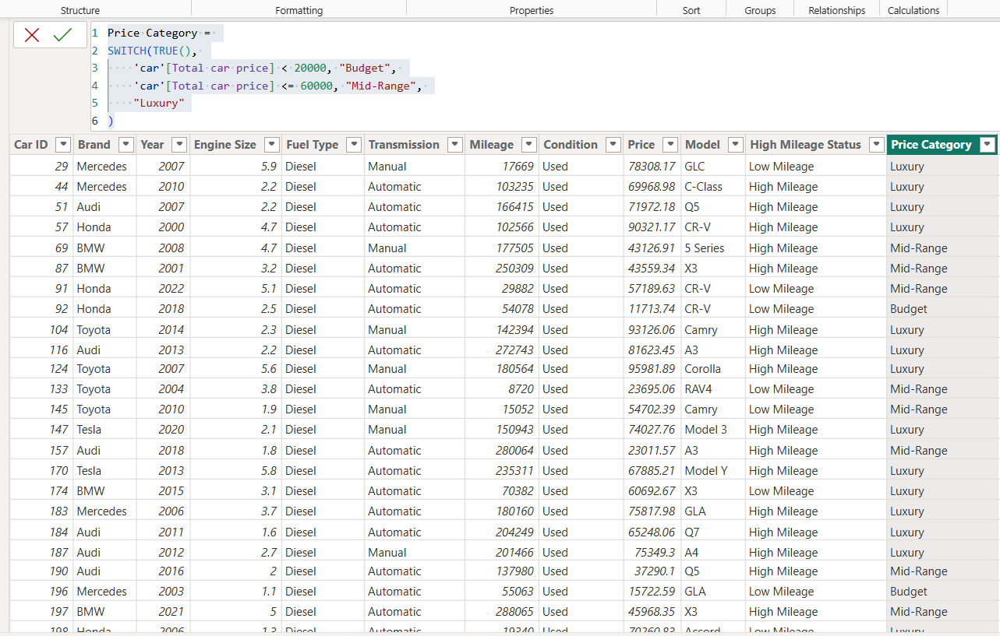 Structure Formatting Properties Sort Groups Relationships Calculations
1 Price Category =
2 SWITCH(TRUE(),
3 'car'[Total car price] < 20000, "Budget",
4 'car'[Total car price] <= 60000, "Mid-Range",
5 "Luxury"
6 )
Car ID Brand Year Engine Size Fuel Type Transmission Mileage Condition Price Model High Mileage Status Price Category
29 Mercedes 2007 5.9 Diesel Manual 17669 Used 78308.17 GLC Low Mileage Luxury
44 Mercedes 2010 2.2 Diesel Automatic 103235 Used 69968.98 C-Class High Mileage Luxury
51 Audi 2007 2.2 Diesel Automatic 166415 Used 71972.18 Q5 High Mileage Luxury
57 Honda 2000 4.7 Diesel Automatic 102566 Used 90321.17 CR-V High Mileage Luxury
69 BMW 2008 4.7 Diesel Manual 177505 Used 43126.91 5 Series High Mileage Mid-Range
87 BMW 2001 3.2 Diesel Automatic 250309 Used 43559.34 X3 High Mileage Mid-Range
91 Honda 2022 5.1 Diesel Automatic 29882 Used 57189.63 CR-V Low Mileage Mid-Range
92 Honda 2018 2.5 Diesel Automatic 54078 Used 11713.74 CR-V Low Mileage Budget
104 Toyota 2014 2.3 Diesel Manual 142394 Used 93126.06 Camry High Mileage Luxury
116 Audi 2013 2.2 Diesel Automatic 272743 Used 81623.45 A3 High Mileage Luxury
124 Toyota 2007 5.6 Diesel Manual 180564 Used 95981.89 Corolla High Mileage Luxury
133 Toyota 2004 3.8 Diesel Automatic 8720 Used 23695.06 RAV4 Low Mileage Mid-Range
145 Toyota 2010 1.9 Diesel Manual 15052 Used 54702.39 Camry Low Mileage Mid-Range
147 Tesla 2020 2.1 Diesel Manual 150943 Used 74027.76 Model 3 High Mileage Luxury
157 Audi 2018 1.8 Diesel Automatic 280064 Used 23011.57 A3 High Mileage Mid-Range
170 Tesla 2013 5.8 Diesel Automatic 235311 Used 67885.21 Model Y High Mileage Luxury
174 BMW 2015 3.1 Diesel Automatic 70382 Used 60692.67 X3 Low Mileage Luxury
183 Mercedes 2006 3.7 Diesel Automatic 180160 Used 75817.98 GLA High Mileage Luxury
184 Audi 2011 1.6 Diesel Automatic 204249 Used 65248.06 Q7 High Mileage Luxury
187 Audi 2012 2.7 Diesel Manual 201466 Used 75349.3 A4 High Mileage Luxury
190 Audi 2016 2 Diesel Automatic 137980 Used 37290.1 Q5 High Mileage Mid-Range
196 Mercedes 2003 1.1 Diesel Automatic 55063 Used 15722.59 GLA Low Mileage Budget
197 BMW 2021 5 Diesel Automatic 288065 Used 45968.35 X3 High Mileage Mid-Range
198 Honda 2006 Diesel Automatic 19340 Used Accord Low Mileage Luxury